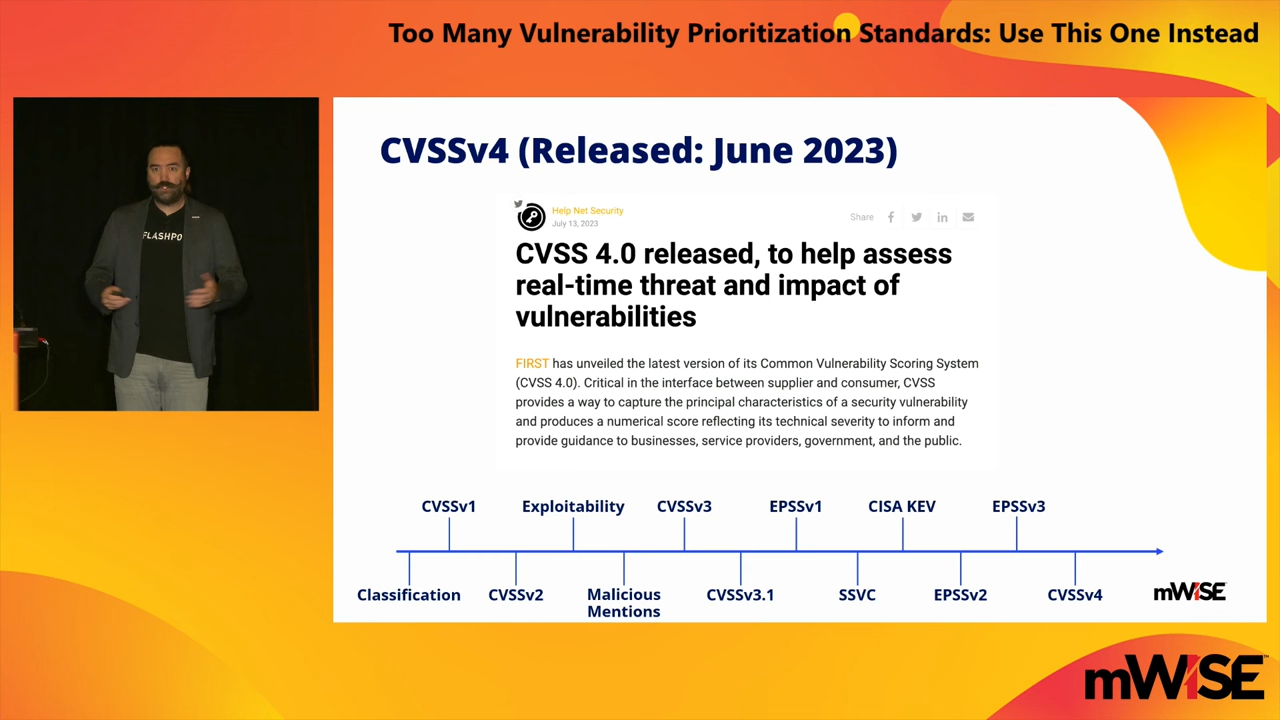 Too Many Vulnerability Prioritization Standards: Use This One Instead
FLASHPO
CVSSv4 (Released: June 2023)
Help Net Security
July 13, 2023
Share
CVSS 4.0 released, to help assess
real-time threat and impact of
vulnerabilities
FIRST has unveiled the latest version of its Common Vulnerability Scoring System
(CVSS 4.0). Critical in the interface between supplier and consumer, CVSS
provides a way to capture the principal characteristics of a security vulnerability
and produces a numerical score reflecting its technical severity to inform and
provide guidance to businesses, service providers, government, and the public.
CVSSv1 Exploitability CVSSv3 EPSSv1 CISA KEV EPSSv3
Classification CVSSv2 Malicious CVSSv3.1 SSVC EPSSv2 CVSSv4
Mentions
mWISE
mWISE™